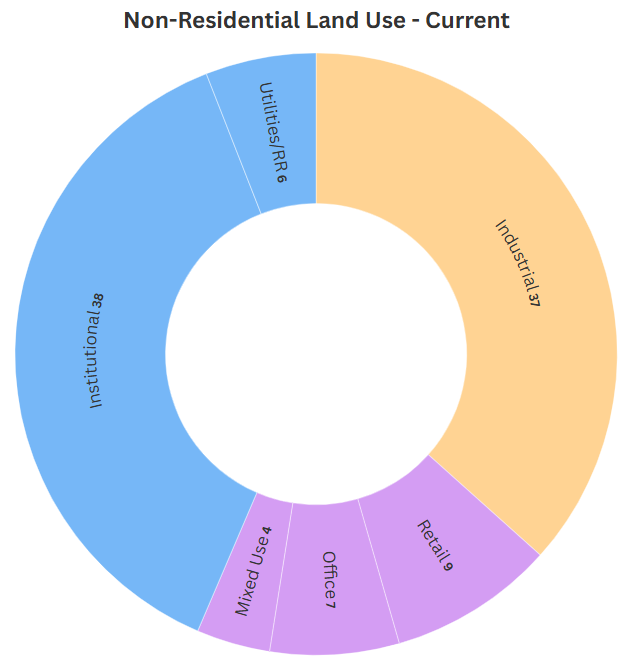 Non-Residential Land Use - Current
Utilities/RR 6
Industrial 37
Institutional 38
Retail 9
Office 7
Mixed Use 4